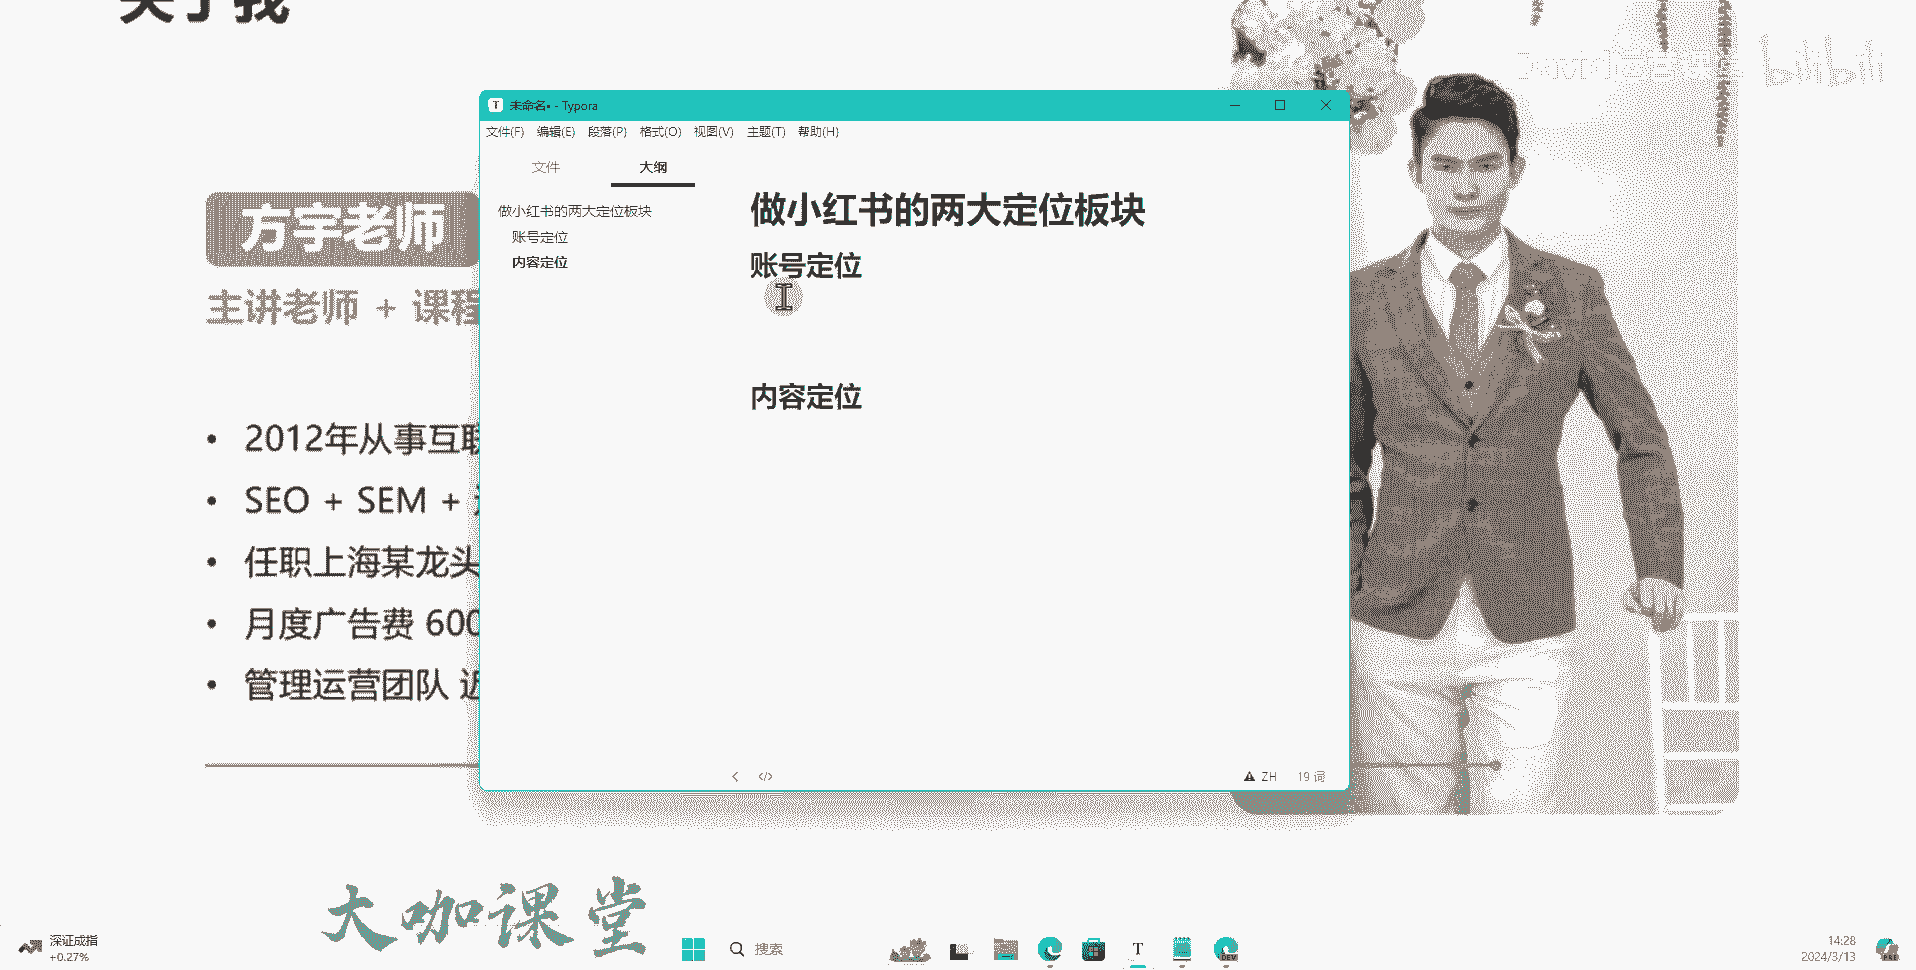 关于我
bilibili
未命名• - Typora
文件(F) 编辑(E) 段落(P) 格式(O) 视图(V) 主题(T) 帮助(H)
文件 大纲
做小红书的两大定位板块
账号定位
内容定位
做小红书的两大定位板块
账号定位
内容定位
方宇老师
主讲老师 + 课程
2012年从事互联
SEO + SEM +
任职上海某龙头
月度广告费 600
管理运营团队 近
ZH 19 词
大咖课堂
深证成指
+0.27%
搜索
14:28
2024/3/13